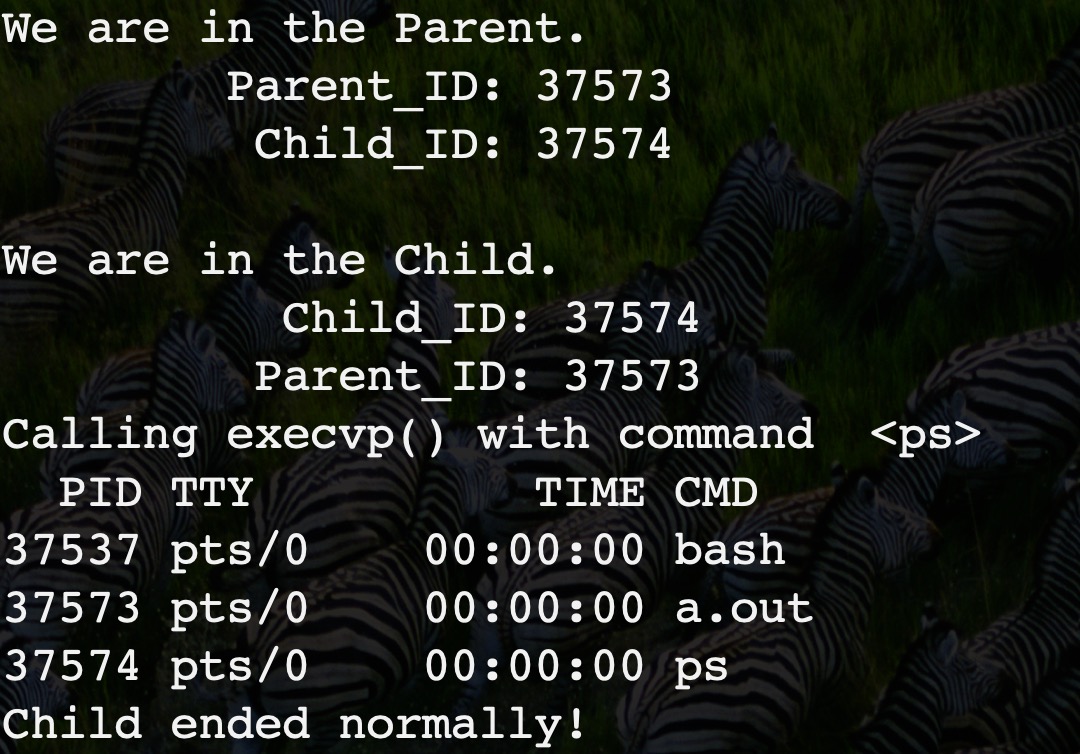 We are in the Parent.
Parent_ID: 37573
Child_ID: 37574
We are in the Child.
Child_ID: 37574
Parent_ID: 37573
Calling execvp() with command  <ps>
PID TTY          TIME CMD
37537 pts/0    00:00:00 bash
37573 pts/0    00:00:00 a.out
37574 pts/0    00:00:00 ps
Child ended normally!